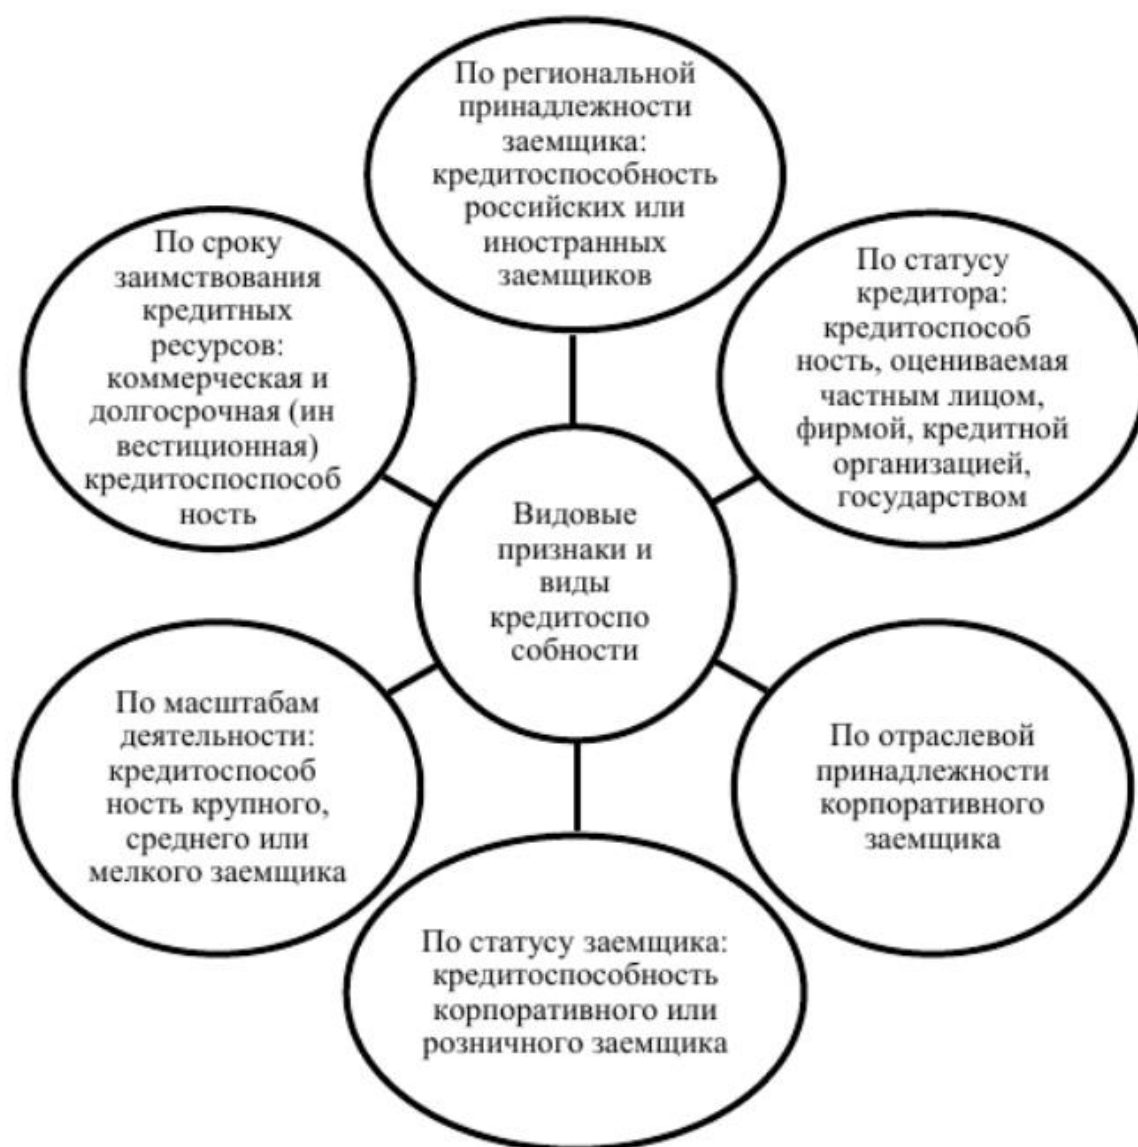 По региональной
принадлежности
заемщика:
кредитоспособность
российских или
иностранных
заемщиков
По статусу
кредитора:
кредитоспособ
ность, оцениваемая
частным лицом,
фирмой, кредитной
организацией,
государством
По отраслевой
принадлежности
корпоративного
заемщика
По статусу заемщика:
кредитоспособность
корпоративного или
розничного заемщика
По масштабам
деятельности:
кредитоспособ
ность крупного,
среднего или
мелкого заемщика
По сроку
заимствования
кредитных
ресурсов:
коммерческая и
долгосрочная (ин
вестиционная)
кредитоспоспособ
ность
Видовые
признаки и
виды
кредитоспо
собности